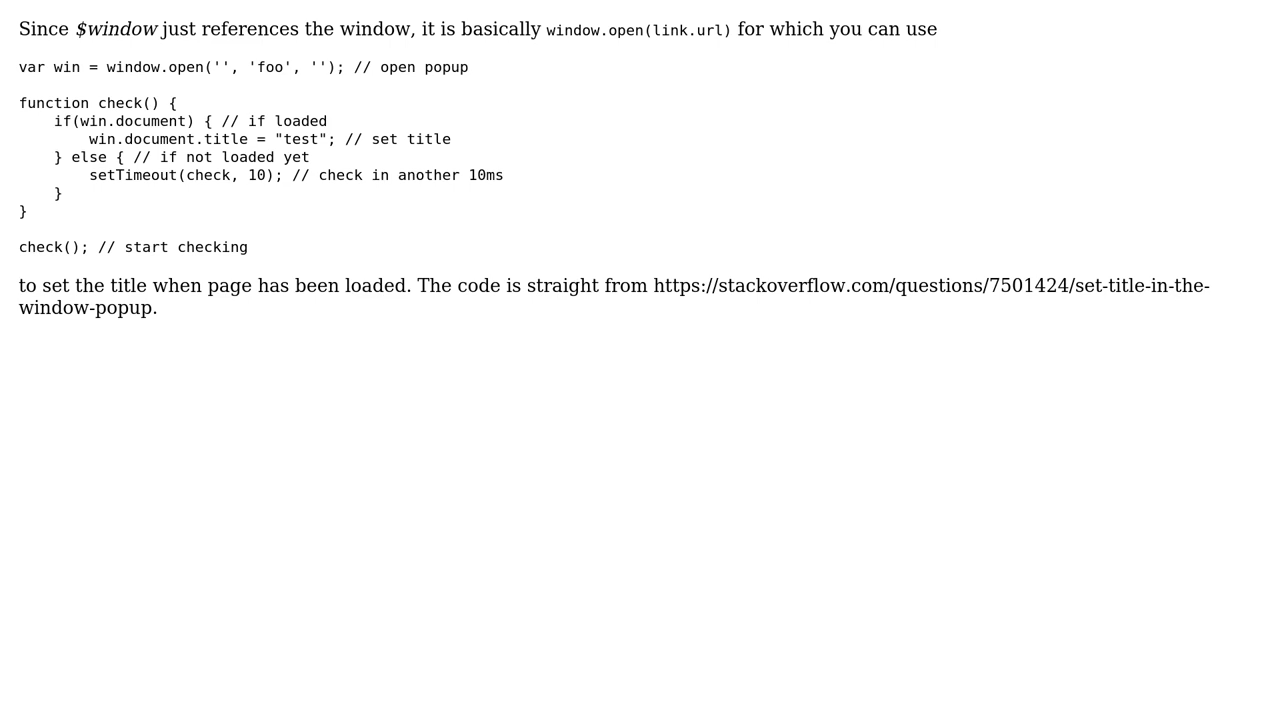 Since $window just references the window, it is basically window.open(link.url) for which you can use
var win = window.open('', 'foo', ''); // open popup
function check() {
    if(win.document) { // if loaded
        win.document.title = "test"; // set title
    } else { // if not loaded yet
        setTimeout(check, 10); // check in another 10ms
    }
}
check(); // start checking
to set the title when page has been loaded. The code is straight from https://stackoverflow.com/questions/7501424/set-title-in-the-
window-popup.